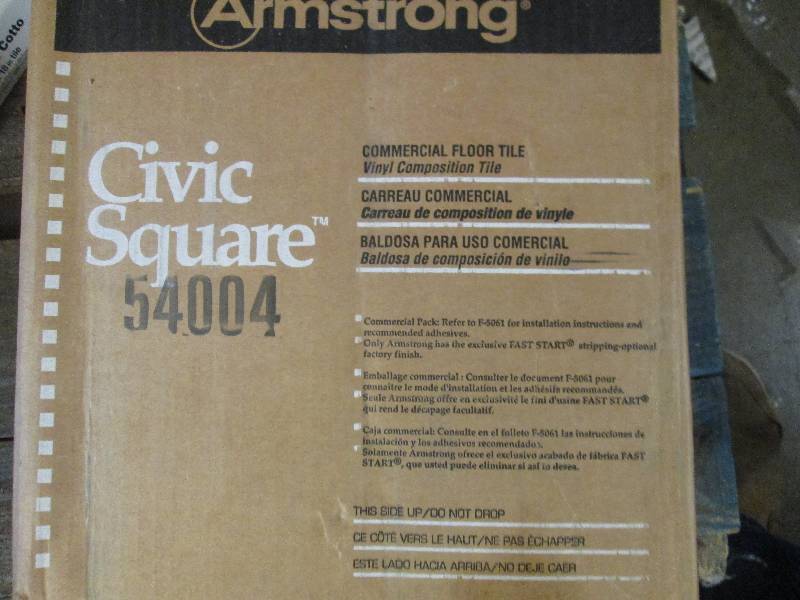 Cotto
Armstrong®
Civic
Square™
54004
COMMERCIAL FLOOR TILE
Vinyl Composition Tile
CARREAU COMMERCIAL
Carreau de composition de vinyle
BALDOSA PARA USO COMERCIAL
Baldosa de composición de vinilo
Commercial Pack: Refer to F-5061 for installation instructions and
recommended adhesives.
Only Armstrong has the exclusive FAST START® stripping-optional
factory finish.
Emballage commercial : Consulter le document F-5061 pour
connaitre le mode d'installation et les adhésifs recommandés.
Seule Armstrong offre en exclusivité le fini d'usine FAST START®
qui rend le décapage facultatif.
Caja commercial: Consulte en el folleto F-5061 las instrucciones de
instalación y los adhesivos recomendados.
Solamente Armstrong ofrece el exclusivo acabado de fábrica FAST
START®, que usted puede eliminar si así lo desea.
THIS SIDE UP/DO NOT DROP
CE CÔTÉ VERS LE HAUT/NE PAS ÉCHAPPER
ESTE LADO HACIA ARRIBA/NO DEJE CAER